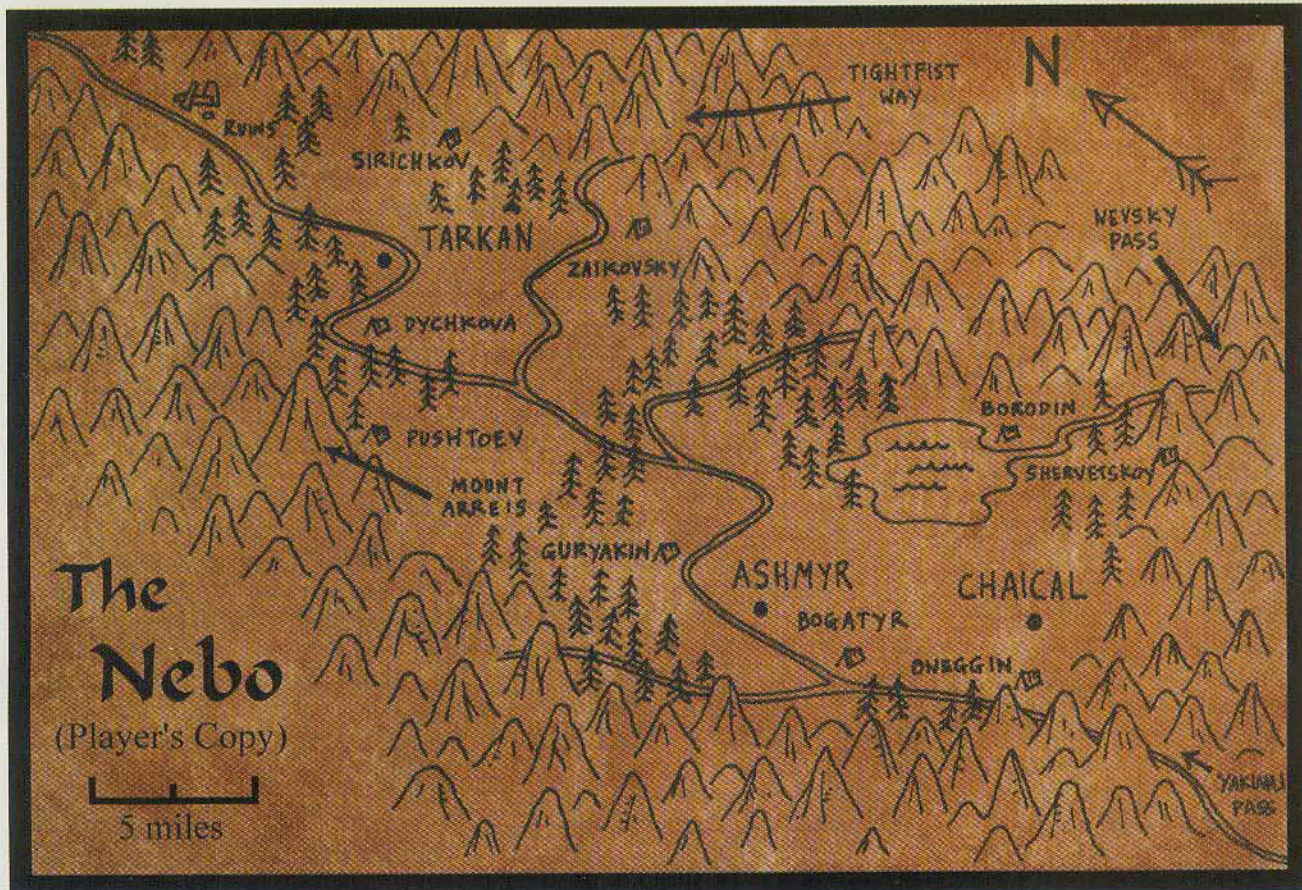 TIGHTFIST
WAY
N
RUINS
SIRICHKOV
TARKAN
NEVSKY
PASS
ZAIKOVSKY
DYCHKOVA
BORODIN
PUSHTOEV
SHERVETSKOY
MOUNT
ARREIS
GURYAKIN
ASHMYR
CHAICAL
BOGATYR
ONEGGIN
The
Nebo
(Player's Copy)
5 miles
PASS